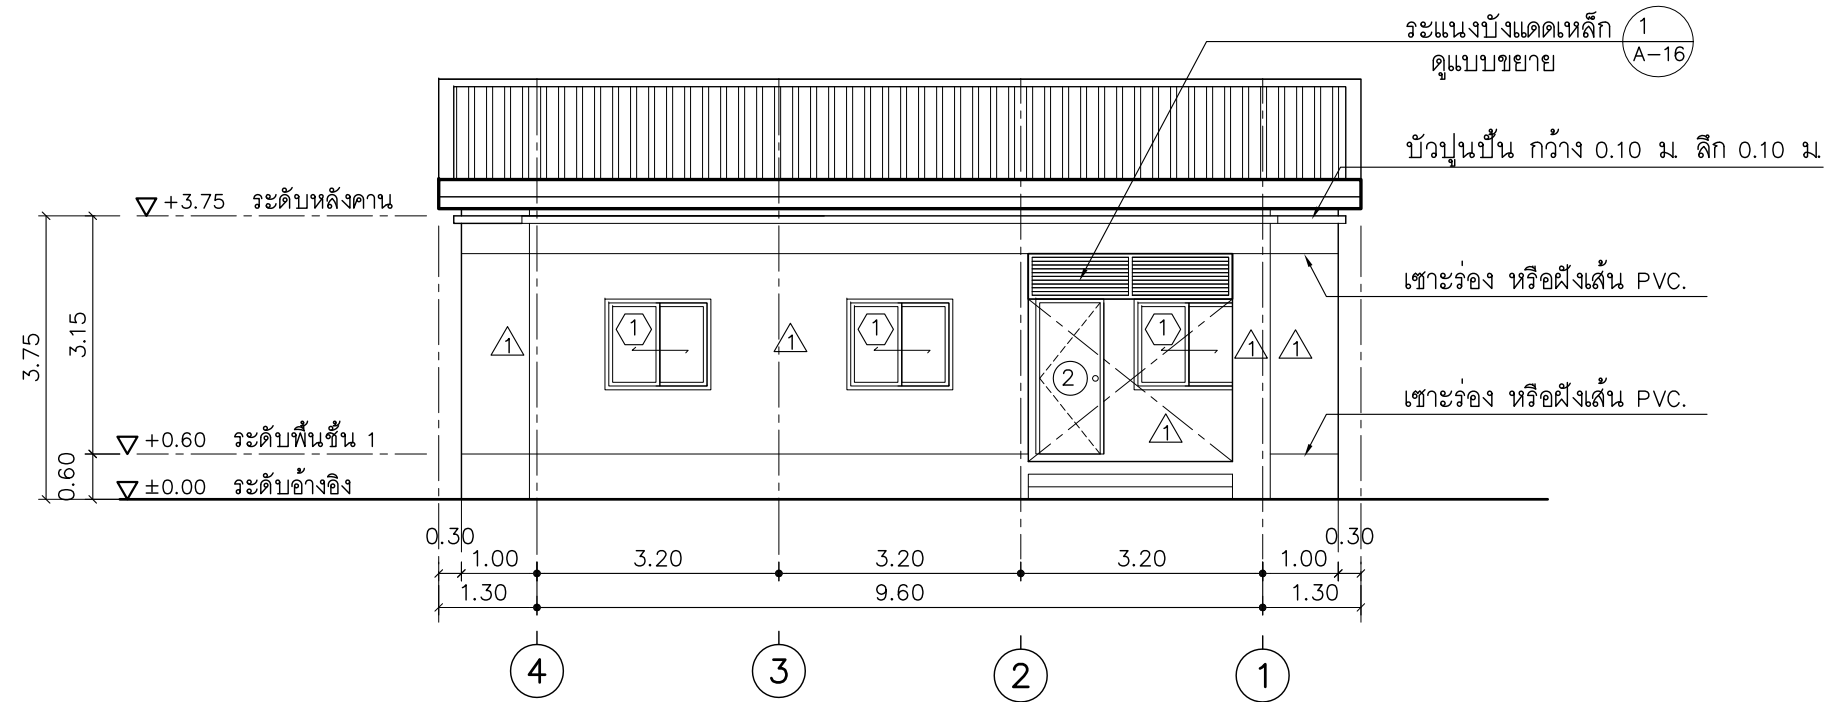 ระแนงบังแดดเหล็ก 1
ดูแบบขยาย A-16
บัวปูนปั้น กว้าง 0.10 ม. ลึก 0.10 ม.
+3.75 ระดับหลังคาน
เซาะร่อง หรือฝังเส้น PVC.
1 1 1
1 1 1 1
3.75 3.15
2
เซาะร่อง หรือฝังเส้น PVC.
1
+0.60 ระดับพื้นชั้น 1
0.60
±0.00 ระดับอ้างอิง
0.30 0.30
1.00 3.20 3.20 3.20 1.00
1.30 9.60 1.30
4 3 2 1